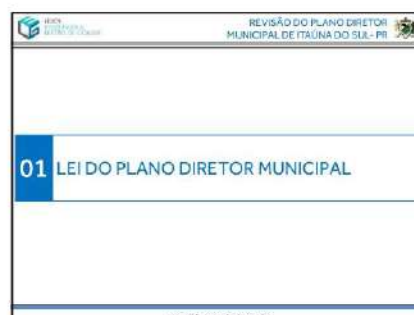 REVISÃO DO PLANO DIRETOR
MUNICIPAL DE ITAÚNA DO SUL- PR
01 LEI DO PLANO DIRETOR MUNICIPAL